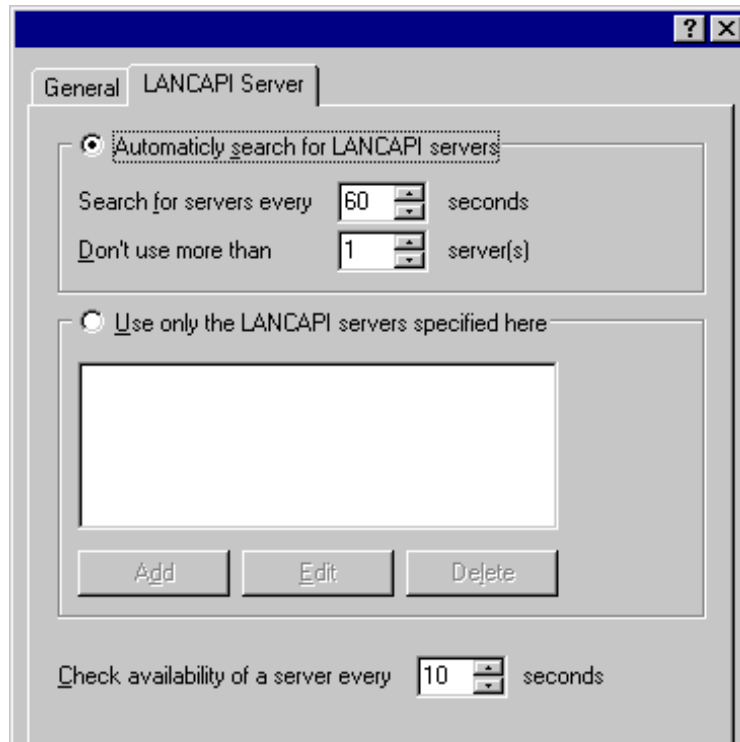 ?
General
LANCAPI Server
Automaticly search for LANCAPI servers
Search for servers every 60 seconds
Don't use more than 1 server(s)
Use only the LANCAPI servers specified here
Add Edit Delete
Check availability of a server every 10 seconds